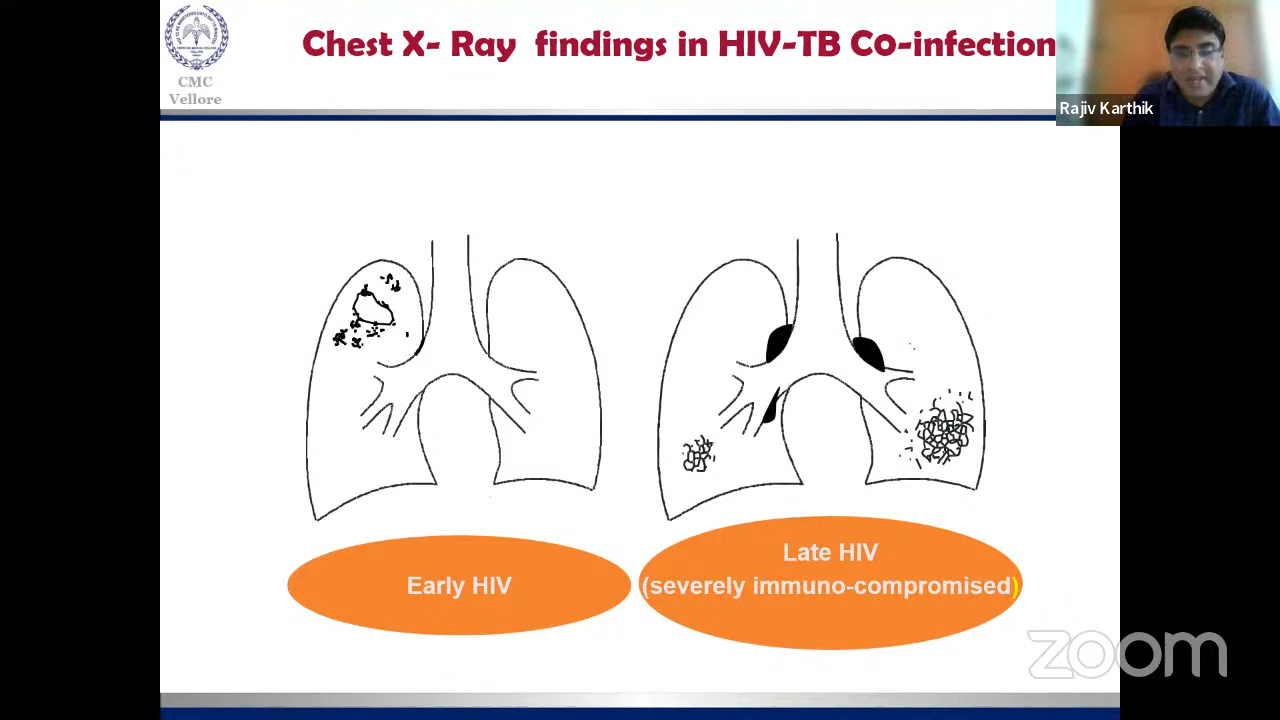 Chest X- Ray findings in HIV-TB Co-infection
CMC
Vellore
Rajiv Karthik
Early HIV
Late HIV
(severely immuno-compromised)
zoom